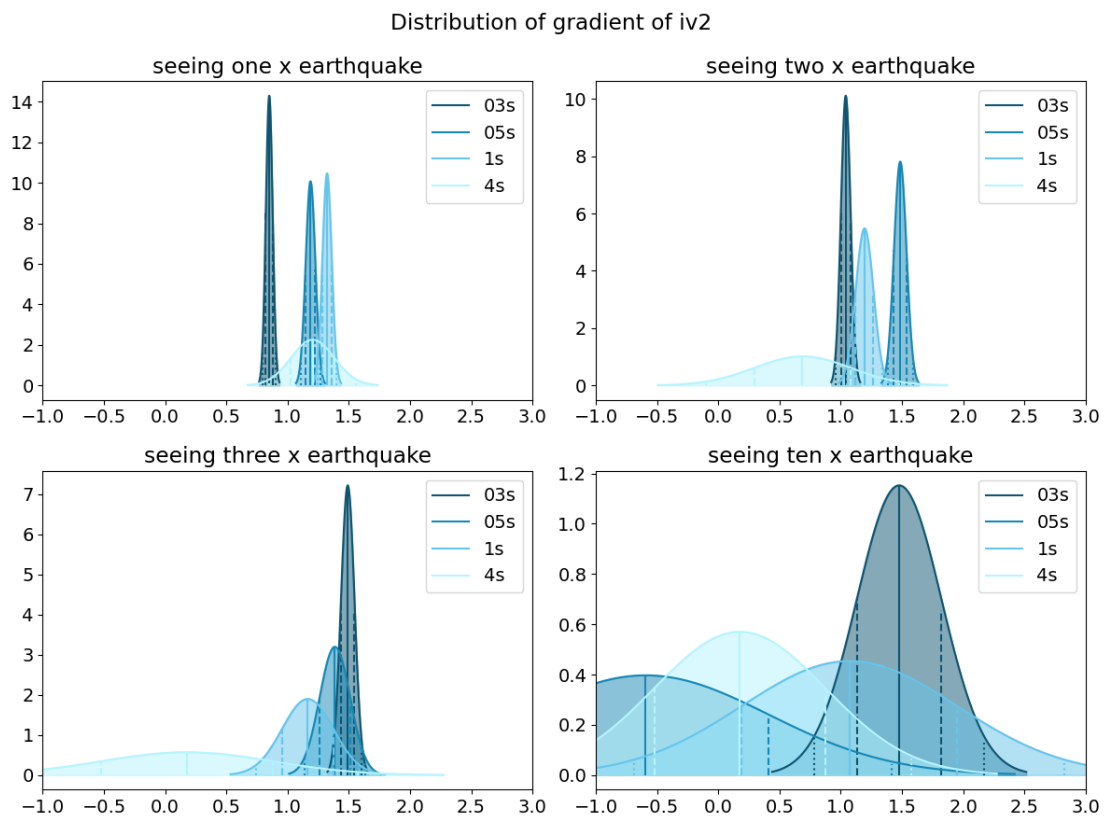 Distribution of gradient of iv2
seeing one x earthquake
14
12
10
8
6
4
2
0
−1.0 −0.5 0.0 0.5 1.0 1.5 2.0 2.5 3.0
03s
05s
1s
4s
seeing two x earthquake
10
8
6
4
2
0
−1.0 −0.5 0.0 0.5 1.0 1.5 2.0 2.5 3.0
03s
05s
1s
4s
seeing three x earthquake
7
6
5
4
3
2
1
0
−1.0 −0.5 0.0 0.5 1.0 1.5 2.0 2.5 3.0
03s
05s
1s
4s
seeing ten x earthquake
1.2
1.0
0.8
0.6
0.4
0.2
0.0
−1.0 −0.5 0.0 0.5 1.0 1.5 2.0 2.5 3.0
03s
05s
1s
4s